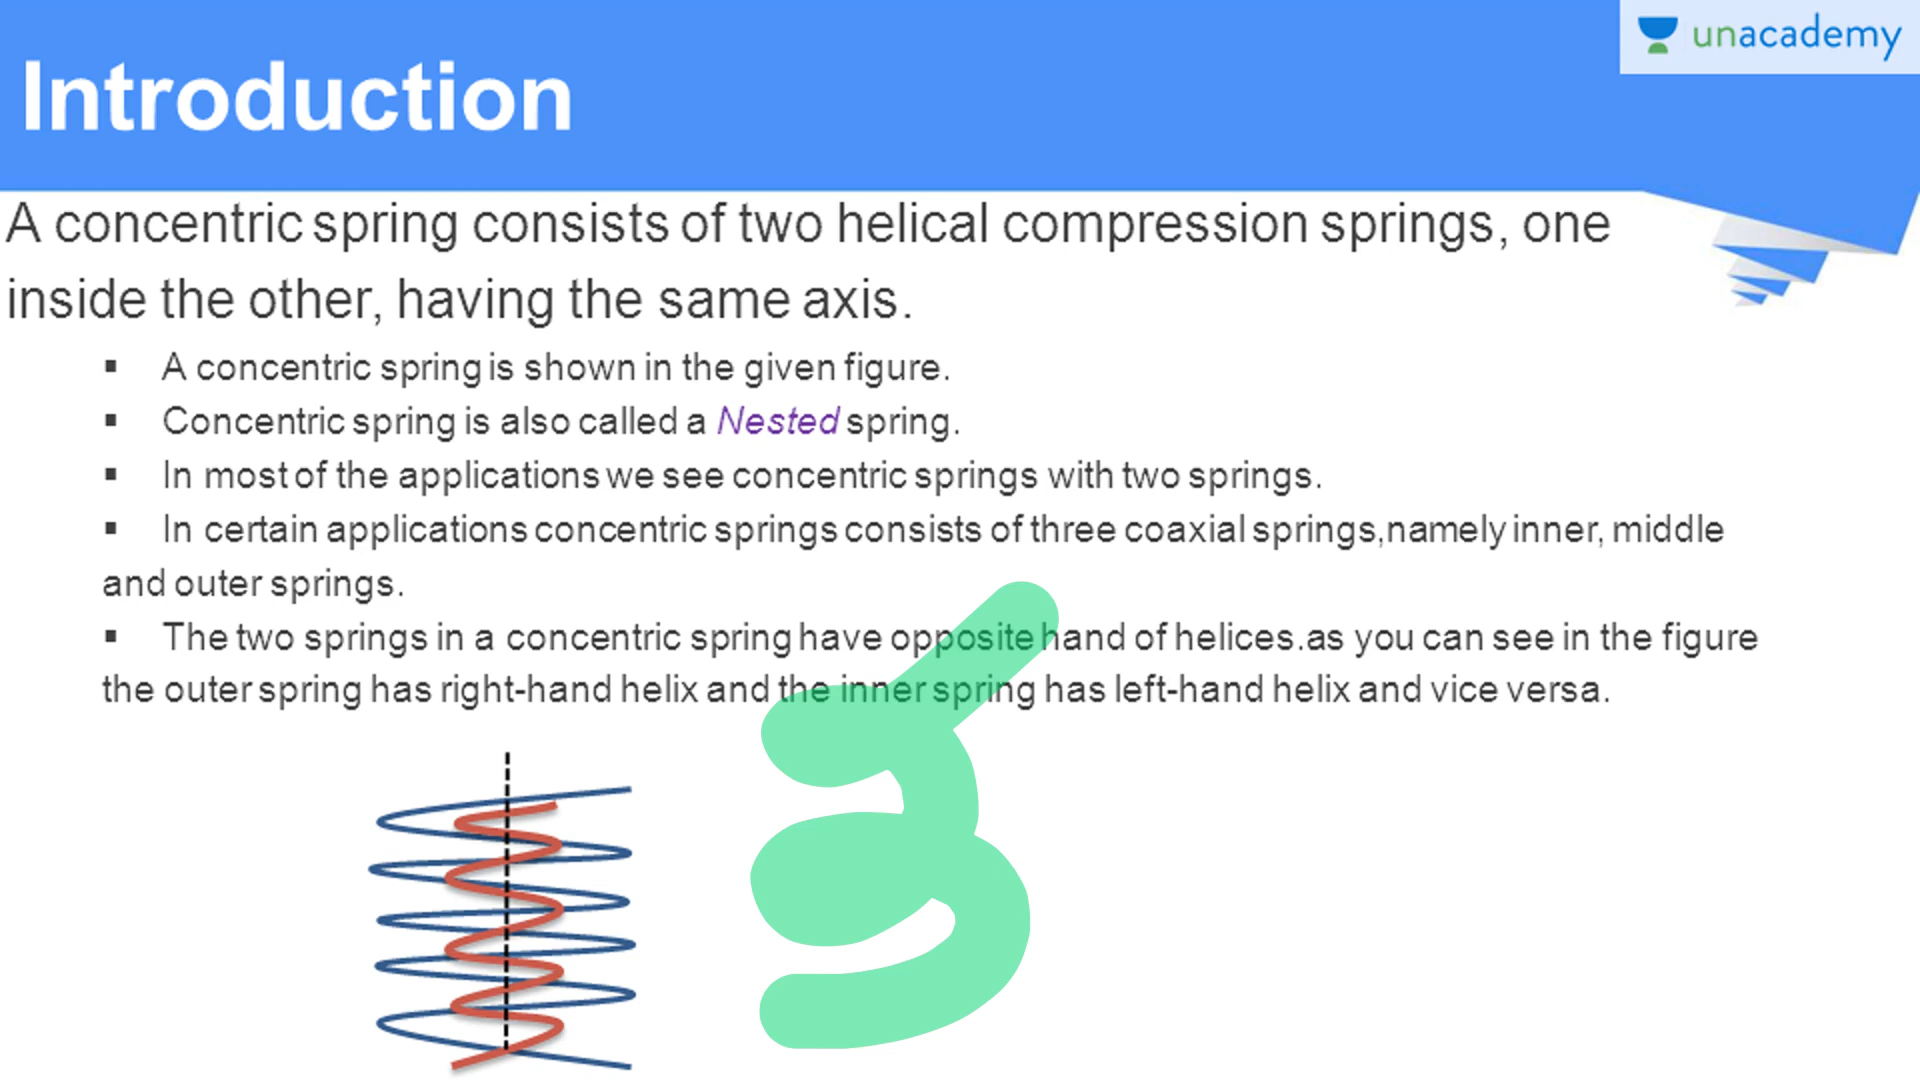 Introduction
unacademy
A concentric spring consists of two helical compression springs, one
inside the other, having the same axis.
▪ A concentric spring is shown in the given figure.
▪ Concentric spring is also called a Nested spring.
▪ In most of the applications we see concentric springs with two springs.
▪ In certain applications concentric springs consists of three coaxial springs,namely inner, middle
and outer springs.
▪ The two springs in a concentric spring have opposite hand of helices.as you can see in the figure
the outer spring has right-hand helix and the inner spring has left-hand helix and vice versa.